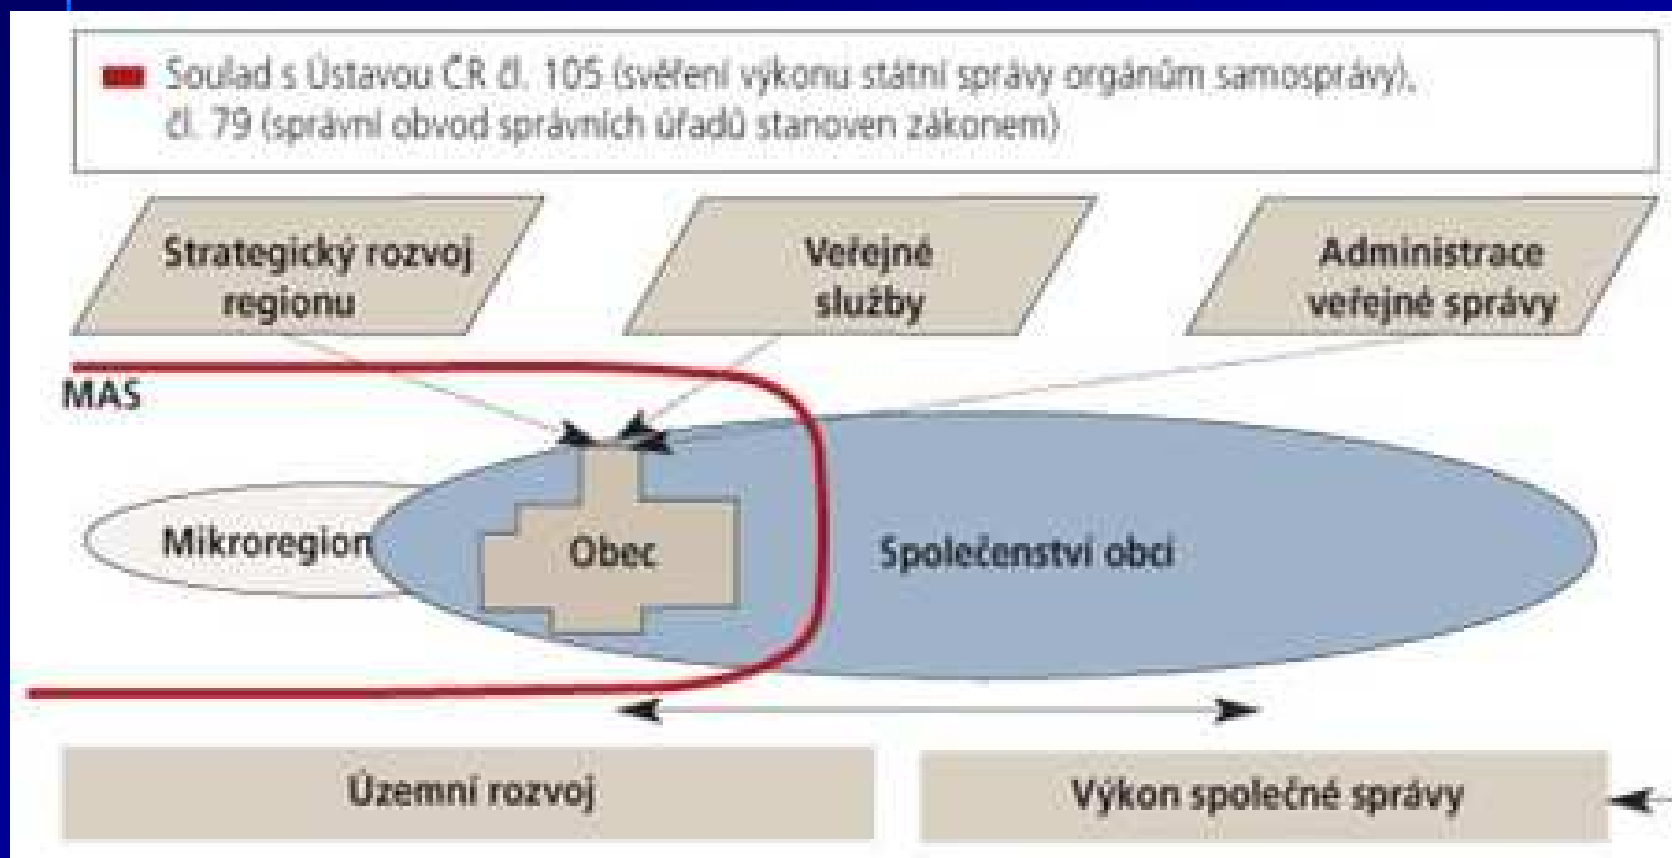 Soulad s Ústavou ČR čl. 105 (svěření výkonu státní správy orgánům samosprávy),
čl. 79 (správní obvod správních úřadů stanoven zákonem)
Strategický rozvoj
regionu
Veřejné
služby
Administrace
veřejné správy
MAS
Mikroregion
Obec
Společenství obcí
Územní rozvoj
Výkon společné správy